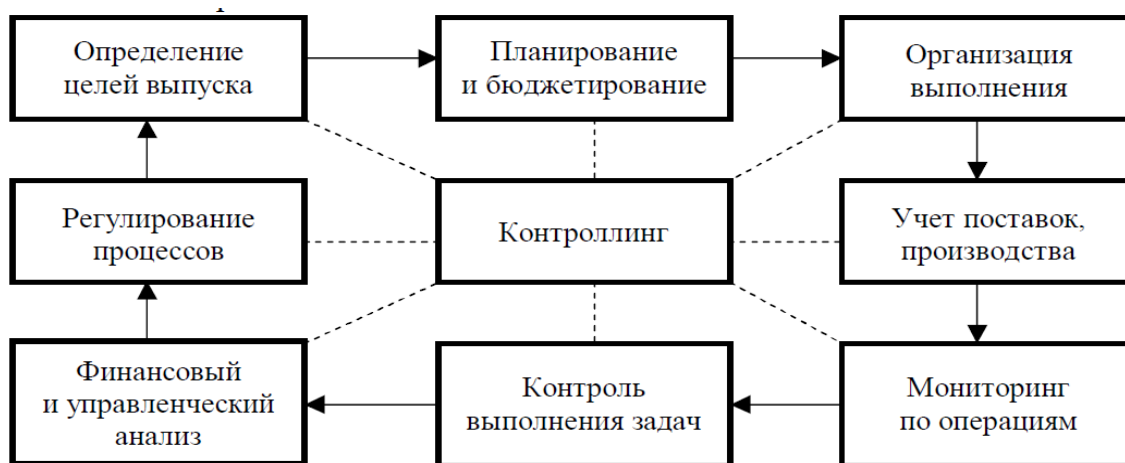 Определение
целей выпуска
Планирование
и бюджетирование
Организация
выполнения
Регулирование
процессов
Контроллинг
Учет поставок,
производства
Финансовый
и управленческий
анализ
Контроль
выполнения задач
Мониторинг
по операциям